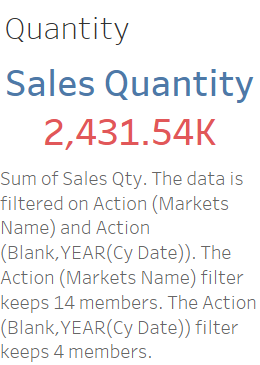 Quantity
Sales Quantity
2,431.54K
Sum of Sales Qty. The data is
filtered on Action (Markets
Name) and Action
(Blank,YEAR(Cy Date)). The
Action (Markets Name) filter
keeps 14 members. The Action
(Blank,YEAR(Cy Date)) filter
keeps 4 members.